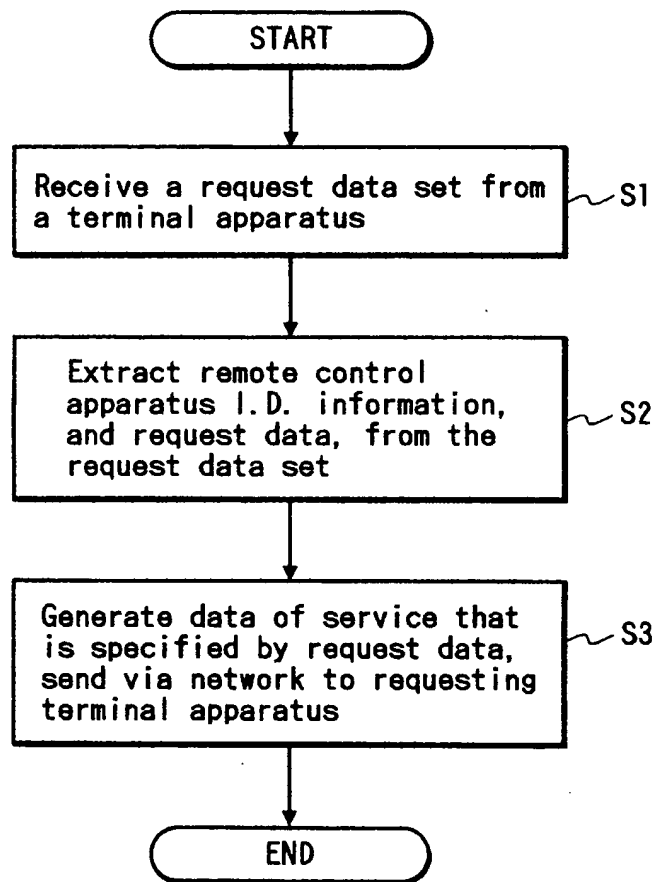 START
Receive a request data set from
a terminal apparatus
S1
Extract remote control
apparatus I.D. information,
and request data, from the
request data set
S2
Generate data of service that
is specified by request data,
send via network to requesting
terminal apparatus
S3
END